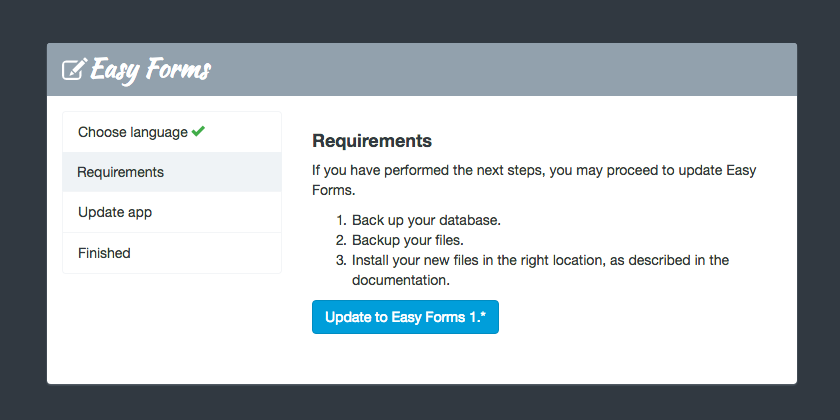 Easy Forms
Choose language
Requirements
Update app
Finished
Requirements
If you have performed the next steps, you may proceed to update Easy
Forms.
1. Back up your database.
2. Backup your files.
3. Install your new files in the right location, as described in the
documentation.
Update to Easy Forms 1.*